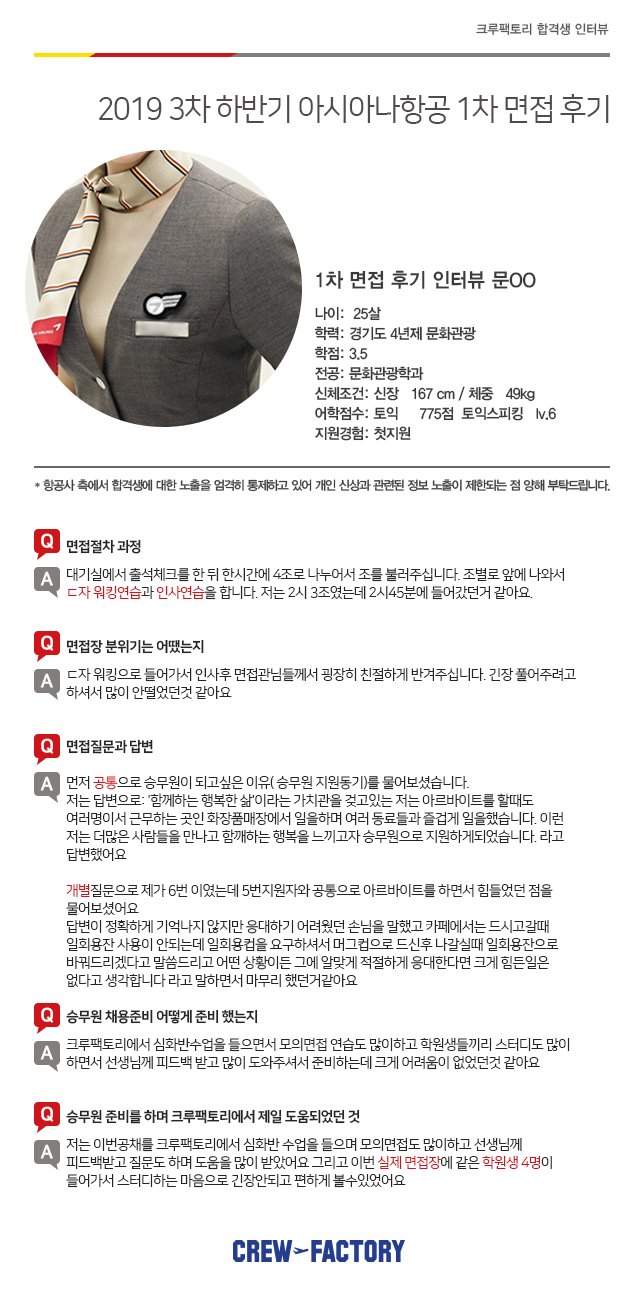 크루팩토리 합격생 인터뷰
2019 3차 하반기 아시아나항공 1차 면접 후기
1차 면접 후기 인터뷰 문OO
나이: 25살
학력: 경기도 4년제 문화관광
학점: 3.5
전공: 문화관광학과
신체조건: 신장 167 cm / 체중 49kg
어학점수: 토익 775점 토익스피킹 lv.6
지원경험: 첫지원
* 항공사 측에서 합격생에 대한 노출을 엄격히 통제하고 있어 개인 신상과 관련된 정보 노출이 제한되는 점 양해 부탁드립니다.
Q 면접절차 과정
A 대기실에서 출석체크를 한 뒤 한시간에 4조로 나누어서 조를 불러주십니다. 조별로 앞에 나와서
ㄷ자 워킹연습과 인사연습을 합니다. 저는 2시 3조였는데 2시45분에 들어갔던거 같아요.
Q 면접장 분위기는 어땠는지
A ㄷ자 워킹으로 들어가서 인사후 면접관님들께서 굉장히 친절하게 반겨주십니다. 긴장 풀어주려고
하셔서 많이 안떨었던것 같아요
Q 면접질문과 답변
A 먼저 공통으로 승무원이 되고싶은 이유( 승무원 지원동기)를 물어보셨습니다.
저는 답변으로: '함께하는 행복한 삶'이라는 가치관을 겆고있는 저는 아르바이트를 할때도
여러명이서 근무하는 곳인 화장품매장에서 일을하며 여러 동료들과 즐겁게 일을했습니다. 이런
저는 더많은 사람들을 만나고 함깨하는 행복을 느끼고자 승무원으로 지원하게되었습니다. 라고
답변했어요
개별질문으로 제가 6번 이였는데 5번지원자와 공통으로 아르바이트를 하면서 힘들었던 점을
물어보셨어요
답변이 정확하게 기억나지 않지만 응대하기 어려웠던 손님을 말했고 카페에서는 드시고갈때
일회용잔 사용이 안되는데 일회용컵을 요구하셔서 머그컵으로 드신후 나갈실때 일회용잔으로
바꿔드리겠다고 말씀드리고 어떤 상황이든 그에 알맞게 적절하게 응대한다면 크게 힘든일은
없다고 생각합니다 라고 말하면서 마무리 했던거같아요
Q 승무원 채용준비 어떻게 준비 했는지
A 크루팩토리에서 심화반수업을 들으면서 모의면접 연습도 많이하고 학원생들끼리 스터디도 많이
하면서 선생님께 피드백 받고 많이 도와주셔서 준비하는데 크게 어려움이 없었던것 같아요
Q 승무원 준비를 하며 크루팩토리에서 제일 도움되었던 것
A 저는 이번공채를 크루팩토리에서 심화반 수업을 들으며 모의면접도 많이하고 선생님께
피드백받고 질문도 하며 도움을 많이 받았어요 그리고 이번 실제 면접장에 같은 학원생 4명이
들어가서 스터디하는 마음으로 긴장안되고 편하게 볼수있었어요
CREW FACTORY